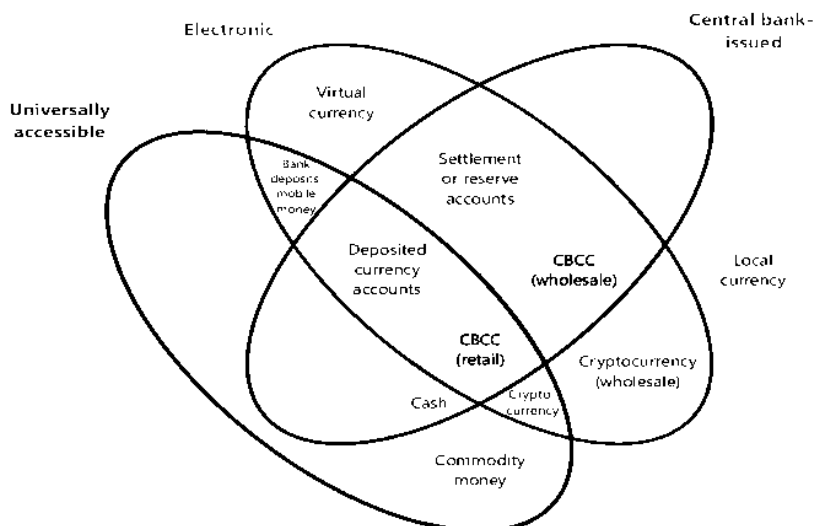 Electronic
Central bank-
issued
Universally
accessible
Virtual
currency
Bank
deposits
mobile
money
Settlement
or reserve
accounts
Deposited
currency
accounts
CBCC
(wholesale)
Local
currency
CBCC
(retail)
Cryptocurrency
(wholesale)
Cash
Crypto
currency
Commodity
money